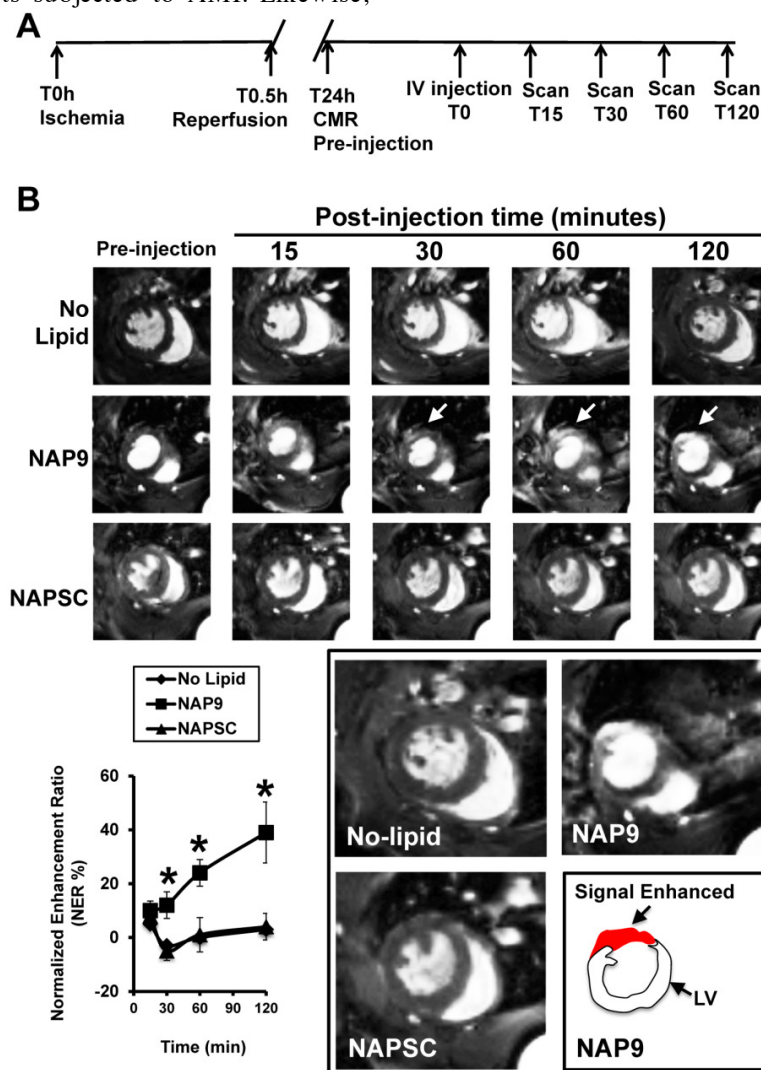 ts subjected to AMI. Likewise,
A
T0h
Ischemia
T0.5h
Reperfusion
T24h
CMR
Pre-injection
IV injection
T0
Scan
T15
Scan
T30
Scan
T60
Scan
T120
B
Post-injection time (minutes)
Pre-injection 15 30 60 120
No
Lipid
NAP9
NAPSC
No Lipid
NAP9
NAPSC
Normalized Enhancement Ratio
(NER %)
60
40
20
0
-20
* * *
0 30 60 90 120
Time (min)
No-lipid
NAP9
NAPSC
Signal Enhanced
LV
NAP9